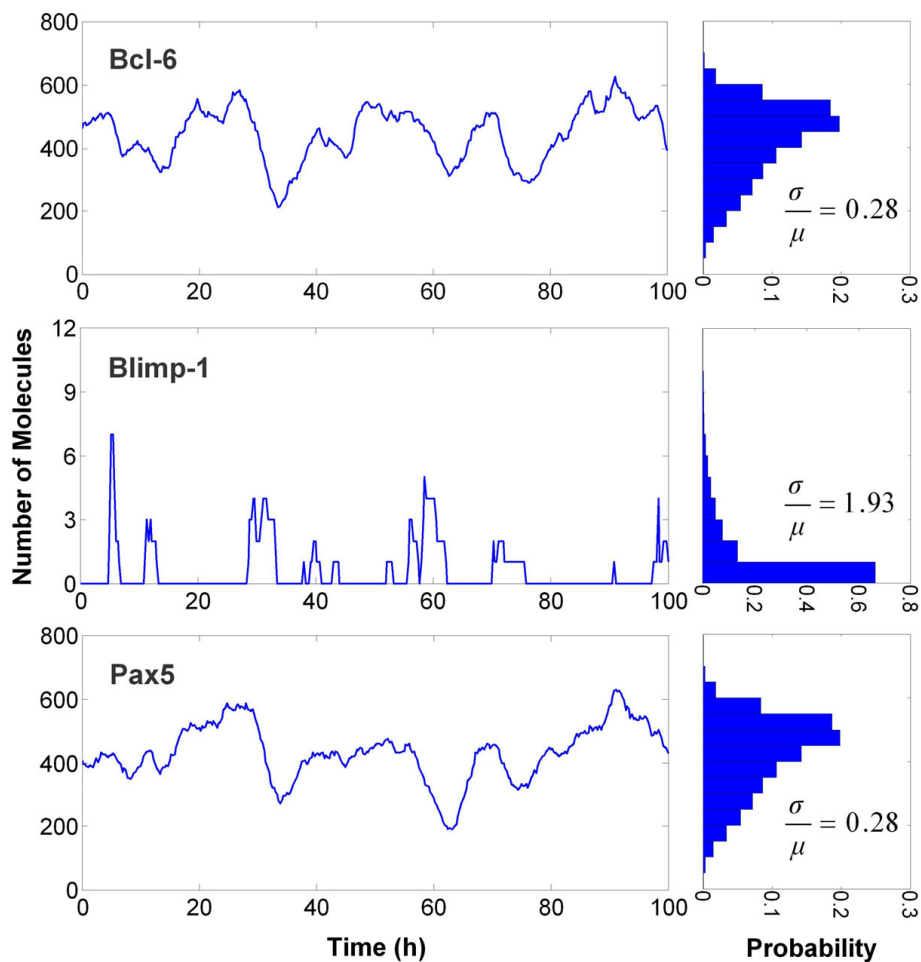 Bcl-6
800
600
400
200
0
0 20 40 60 80 100
σ/μ = 0.28
0 0.1 0.2 0.3
Number of Molecules
Blimp-1
12
9
6
3
0
0 20 40 60 80 100
σ/μ = 1.93
0 0.2 0.4 0.6 0.8
Pax5
800
600
400
200
0
0 20 40 60 80 100
σ/μ = 0.28
0 0.1 0.2 0.3
Time (h)
Probability